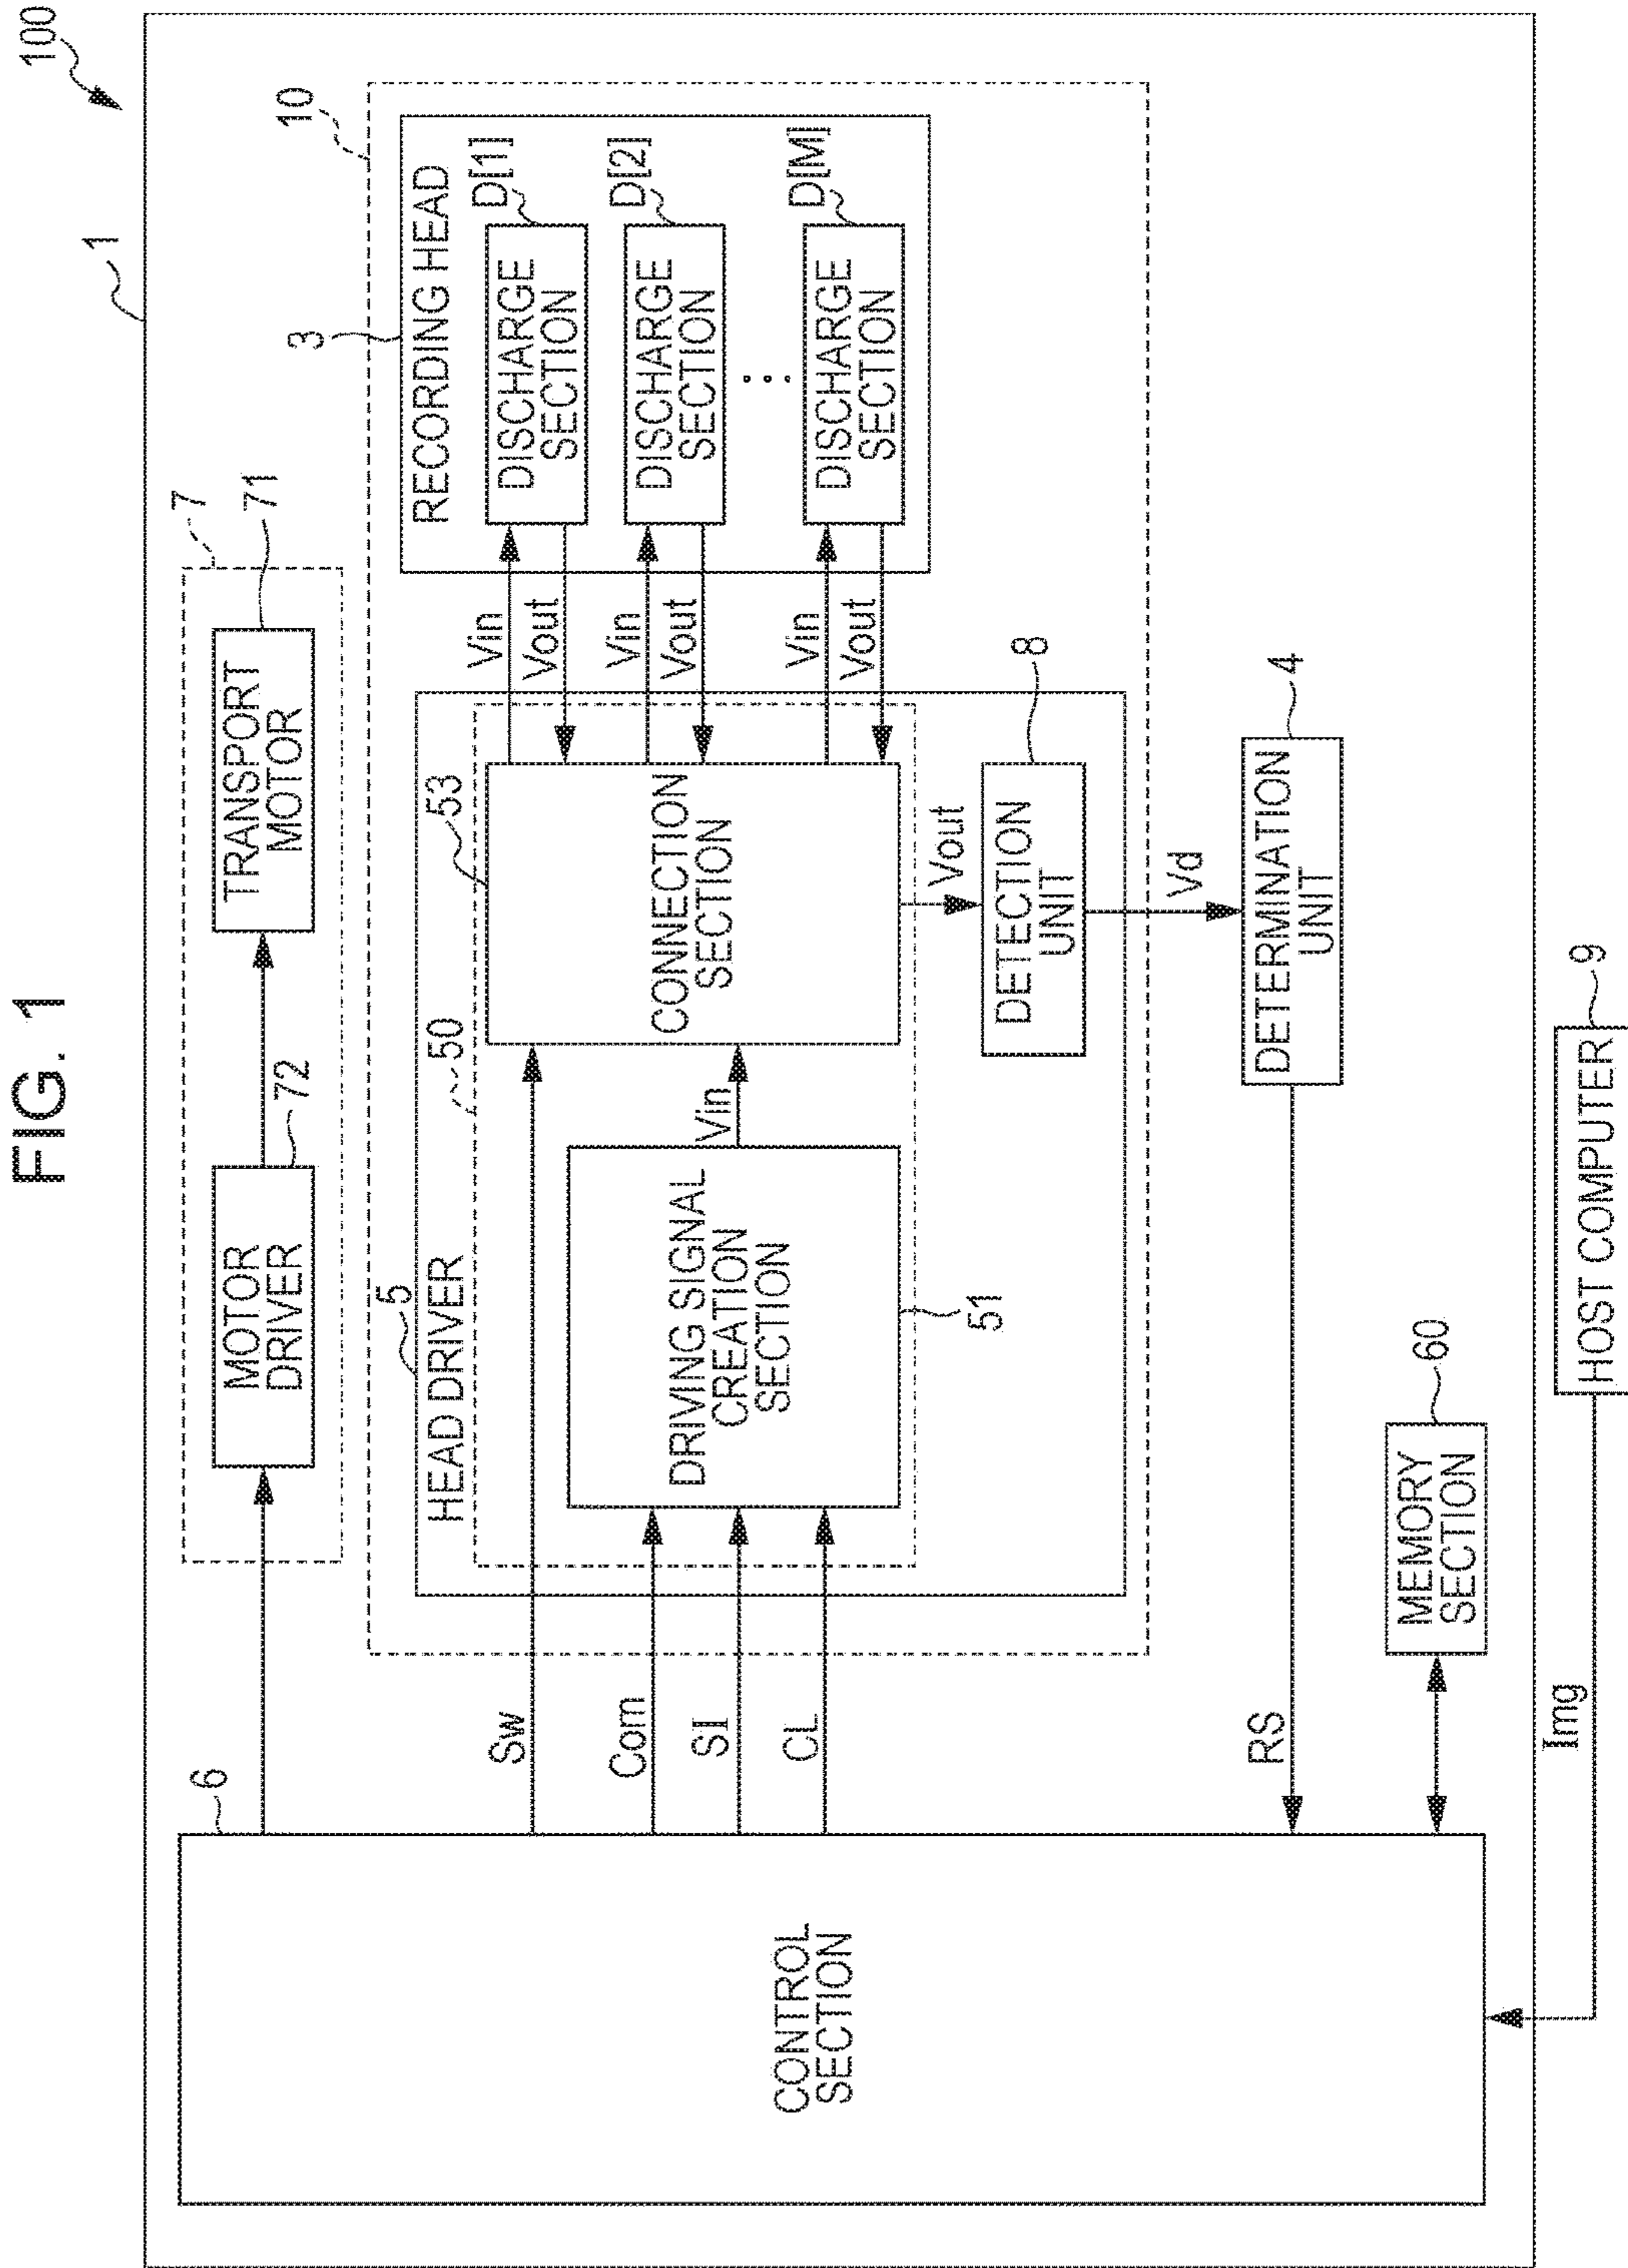 FIG. 1
100
1
7
MOTOR
DRIVER
72
TRANSPORT
MOTOR
71
10
5
HEAD DRIVER
50
3
RECORDING HEAD
6
CONTROL
SECTION
Sw
Com
SI
CL
DRIVING SIGNAL
CREATION
SECTION
51
Vin
53
CONNECTION
SECTION
Vin
Vout
Vin
Vout
Vin
Vout
D[1]
DISCHARGE
SECTION
D[2]
DISCHARGE
SECTION
...
D[M]
DISCHARGE
SECTION
Vout
8
DETECTION
UNIT
Vd
4
DETERMINATION
UNIT
RS
60
MEMORY
SECTION
Img
9
HOST COMPUTER